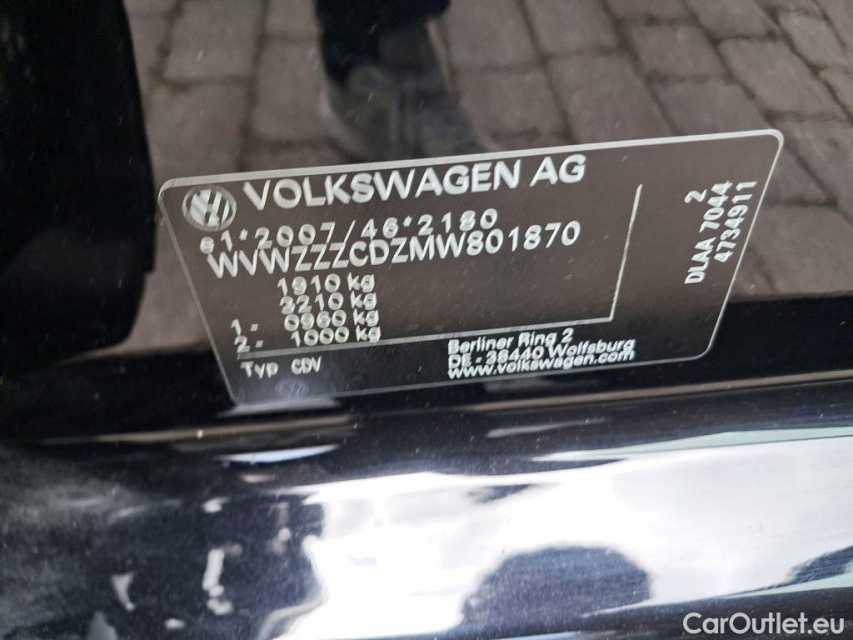 VOLKSWAGEN AG
e1*2007/46*2180
WVWZZZCDZMW801870
1910 kg
3210 kg
1 - 0960 kg
2 - 1000 kg
Typ CDV
Berliner Ring 2
DE - 38440 Wolfsburg
www.volkswagen.com
2
DLAA 7044
4734911
CarOutlet.eu